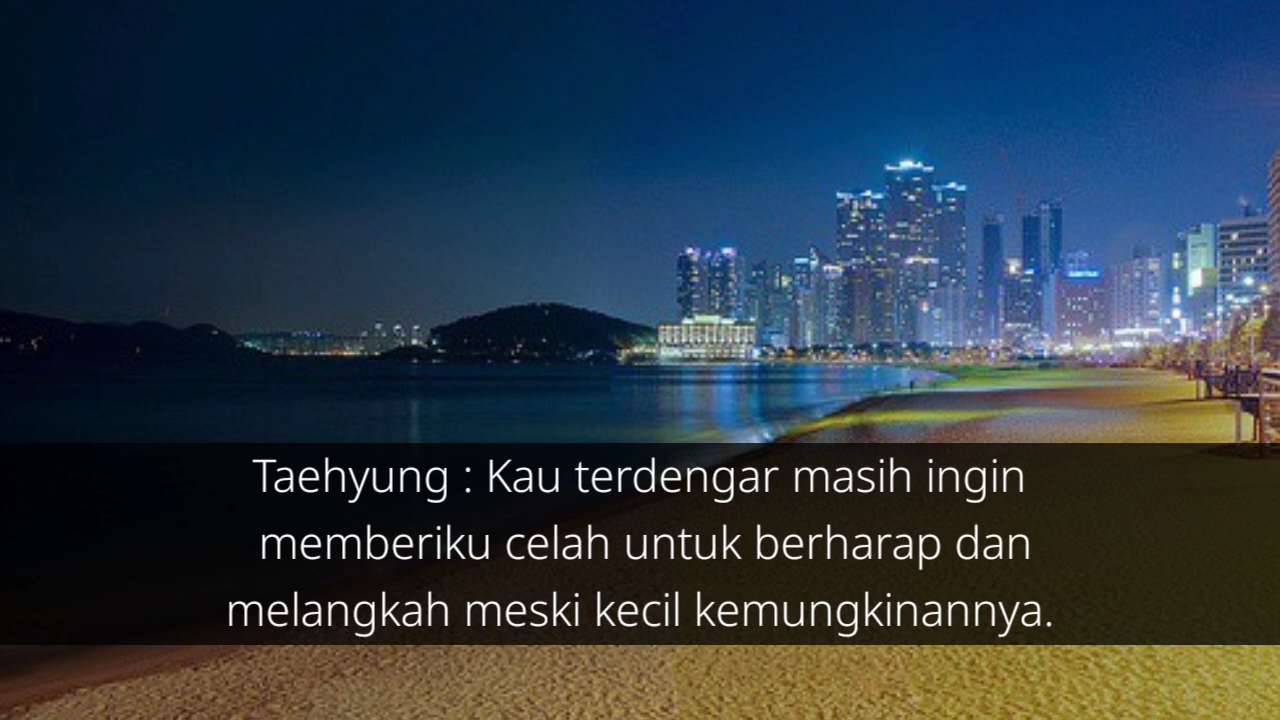 Taehyung : Kau terdengar masih ingin
memberiku celah untuk berharap dan
melangkah meski kecil kemungkinannya.